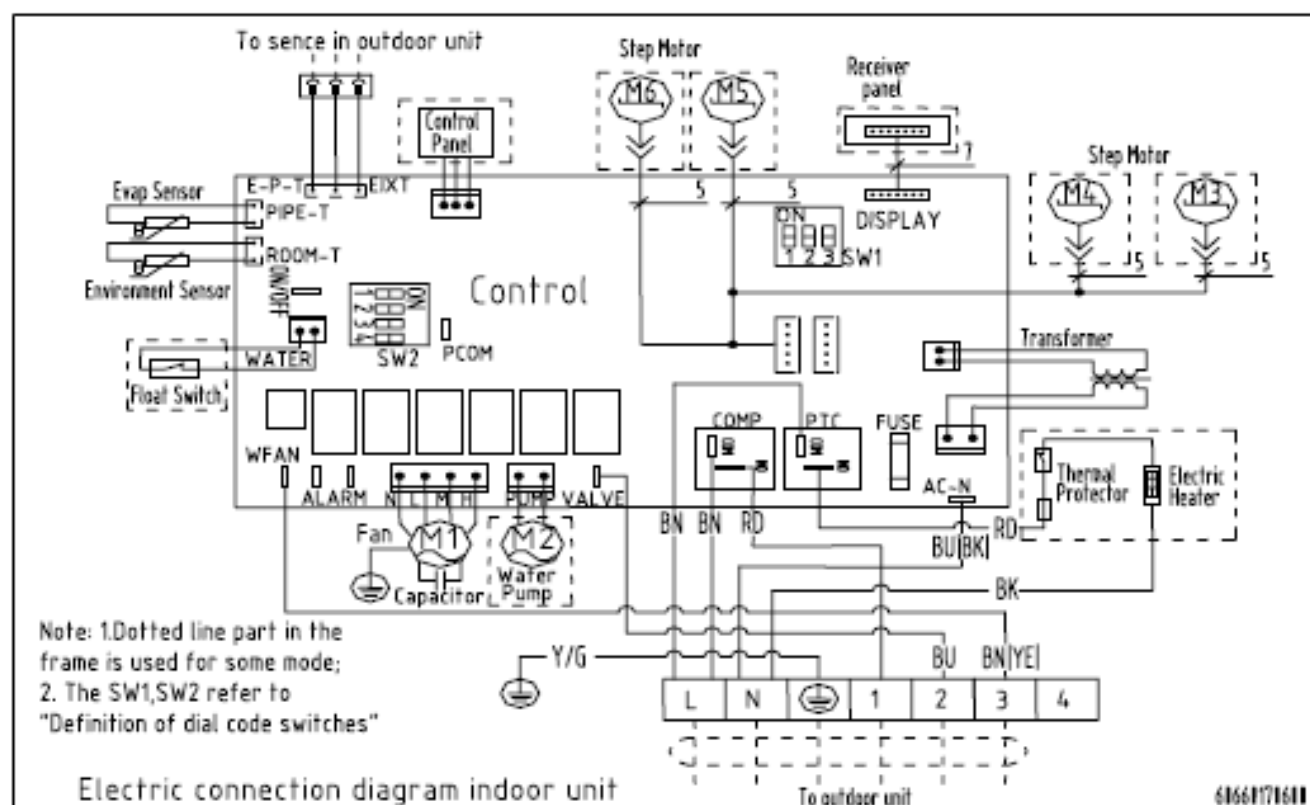 To sence in outdoor unit
Step Motor
M6
M5
Receiver
panel
7
Control
Panel
Step Motor
M4
M3
E-P-T
EIXT
5
5
5
5
Evap Sensor
PIPE-T
ROOM-T
Environment Sensor
DISPLAY
ON
1 2 3
SW1
ON/OFF
Control
ON
1 2 3 4
SW2
PCOM
WATER
Float Switch
Transformer
COMP
PTC
FUSE
WFAN
ALARM
N L M H
PUMP
VALVE
AC-N
Thermal
Protector
Electric
Heater
Fan
M1
M2
Capacitor
Water
Pump
BN
BN
RD
BU(BK)
RD
BK
Note: 1.Dotted line part in the
frame is used for some mode;
2. The SW1,SW2 refer to
"Definition of dial code switches"
Y/G
BU
BN(YE)
L
N
1
2
3
4
Electric connection diagram indoor unit
To outdoor unit